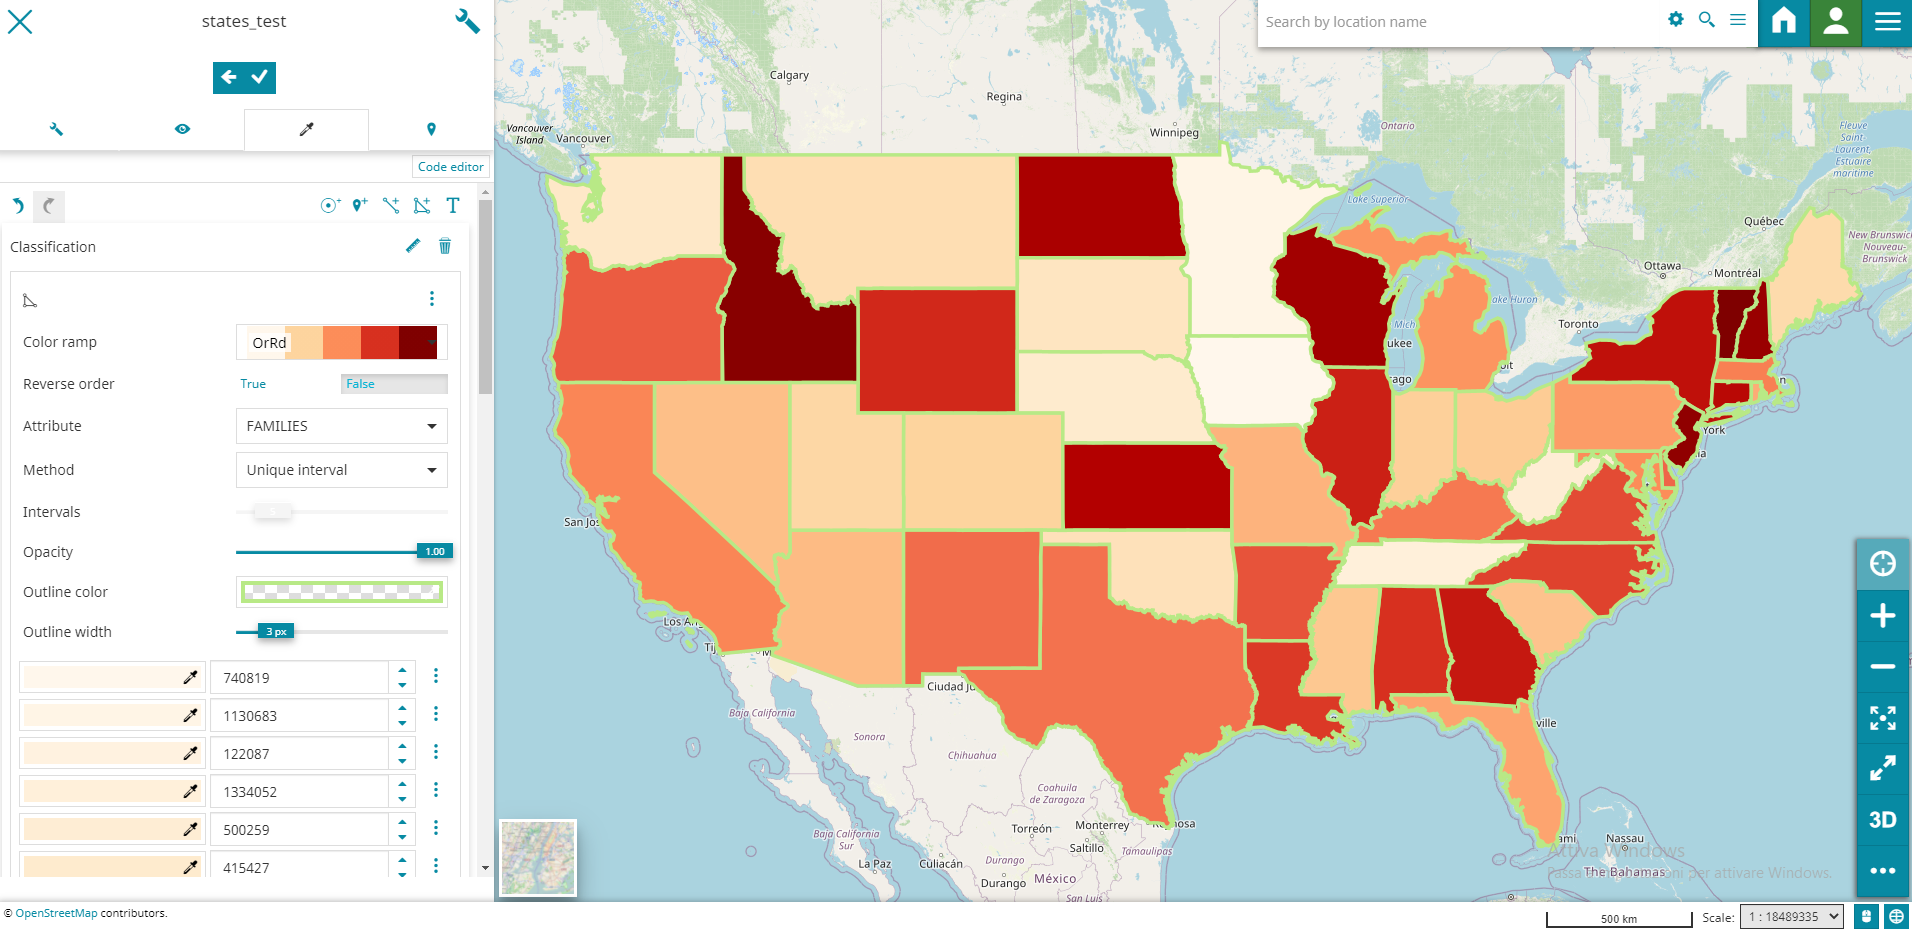 states_test
Search by location name
Code editor
Classification
Color ramp
OrRd
Reverse order
True
False
Attribute
FAMILIES
Method
Unique interval
Intervals
5
Opacity
1.00
Outline color
Outline width
3 px
740819
1130683
122087
1334052
500259
415427
© OpenStreetMap contributors.
Calgary
Regina
Winnipeg
Vancouver
Island
Vancouver
Ontario
Fleuve
Saint-
Laurent,
Estuaire
maritime
Lake Superior
Québec
New Brunswick
Nouveau-
Brunswick
Ottawa
Montréal
ake Huron
Toronto
Mich
ukee
ago
oit
n
York
ia
San Jos
Los An
Tij
M
Ciudad Ju
Baja California
Sonora
Chihuahua
Coahuila
de Zaragoza
Baja California
Sur
La Paz
Culiacán
Torreón
Monterrey
Saltillo
Reynosa
Tamaulipas
Durango
Durango
México
San Luis
ville
ami
Nassau
The Bahamas
Attiva Windows
Passa a Impostazioni per attivare Windows.
3D
500 km
Scale:
1 : 18489335